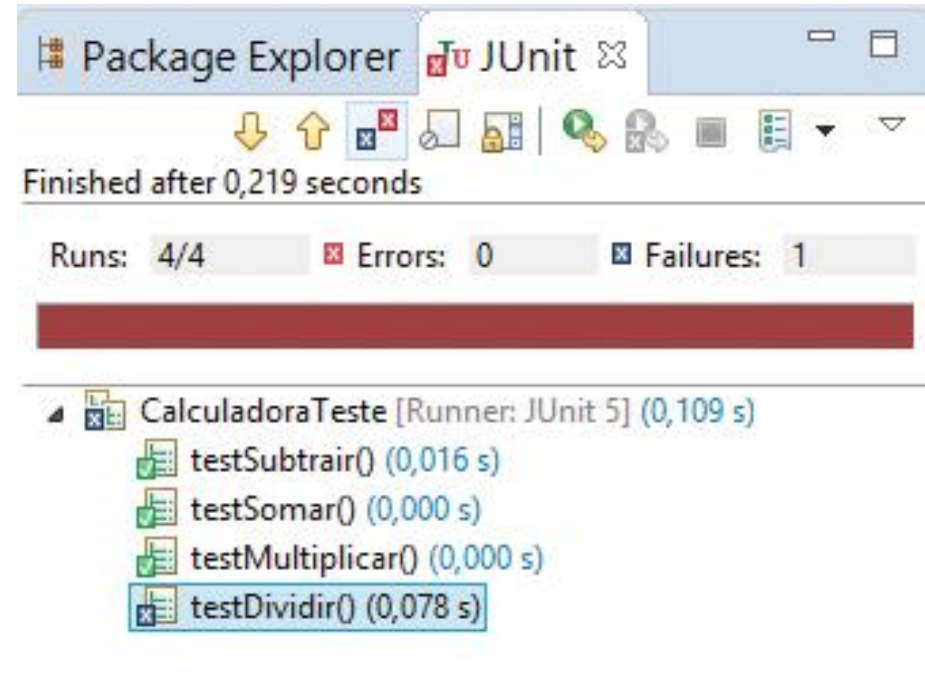 Package Explorer JUnit
Finished after 0,219 seconds
Runs: 4/4 Errors: 0 Failures: 1
CalculadoraTeste [Runner: JUnit 5] (0,109 s)
testSubtrair() (0,016 s)
testSomar() (0,000 s)
testMultiplicar() (0,000 s)
testDividir() (0,078 s)